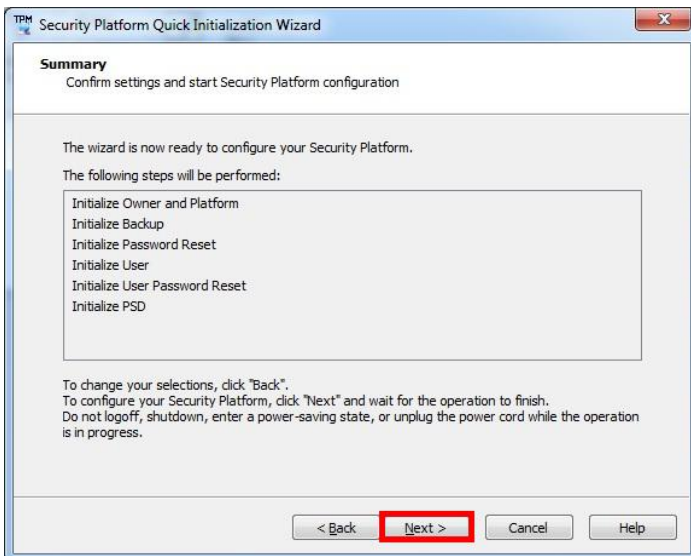 TPM Security Platform Quick Initialization Wizard
Summary
Confirm settings and start Security Platform configuration
The wizard is now ready to configure your Security Platform.
The following steps will be performed:
Initialize Owner and Platform
Initialize Backup
Initialize Password Reset
Initialize User
Initialize User Password Reset
Initialize PSD
To change your selections, click "Back".
To configure your Security Platform, click "Next" and wait for the operation to finish.
Do not logoff, shutdown, enter a power-saving state, or unplug the power cord while the operation
is in progress.
< Back Next > Cancel Help